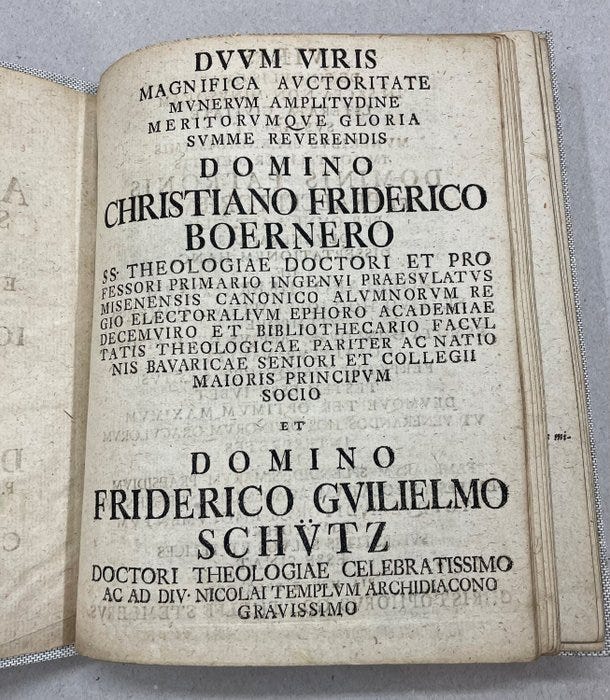 DVVM VIRIS
MAGNIFICA AVCTORITATE
MVNERVM AMPLITVDINE
MERITORVMQVE GLORIA
SVMME REVERENDIS
DOMINO
CHRISTIANO FRIDERICO
BOERNERO
SS. THEOLOGIAE DOCTORI ET PRO
FESSORI PRIMARIO INGENVI PRAESVLATVS
MISENENSIS CANONICO ALVMNORVM RE
GIO ELECTORALIVM EPHORO ACADEMIAE
DECEMVIRO ET BIBLIOTHECARIO FACVL
TATIS THEOLOGICAE PARITER AC NATIO
NIS BAVARICAE SENIORI ET COLLEGII
MAIORIS PRINCIPVM
SOCIO
ET
DOMINO
FRIDERICO GVILIELMO
SCHÜTZ
DOCTORI THEOLOGIAE CELEBRATISSIMO
AC AD DIV. NICOLAI TEMPLVM ARCHIDIACONO
GRAVISSIMO
mi-